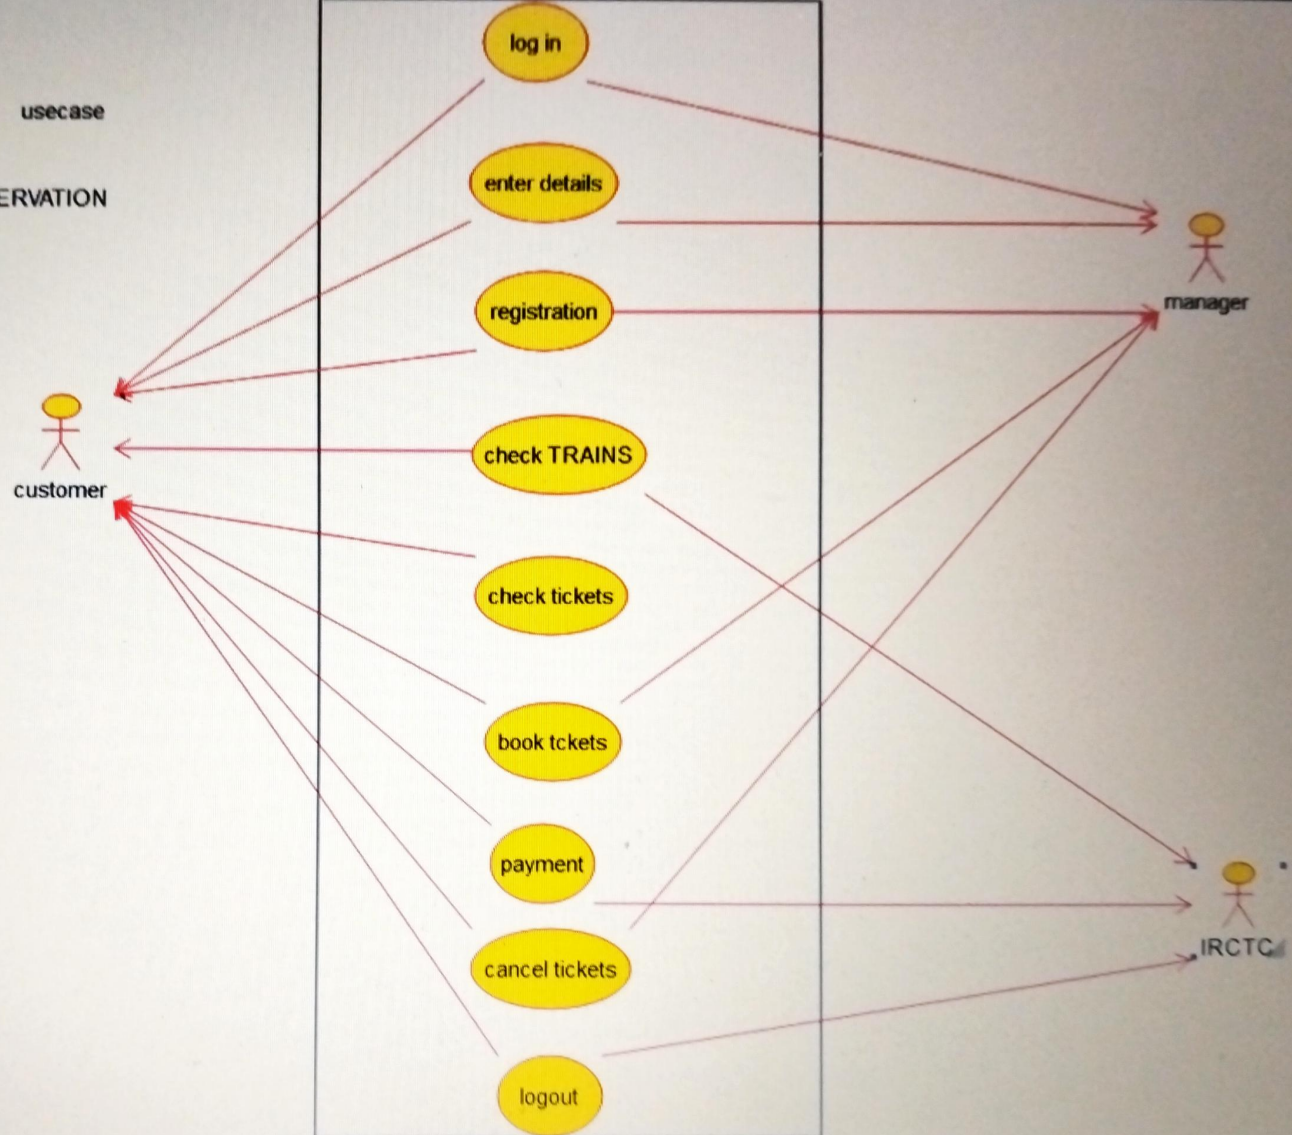 log in
usecase
enter details
ERVATION
manager
registration
check TRAINS
customer
check tickets
book tckets
payment
IRCTC
cancel tickets
logout